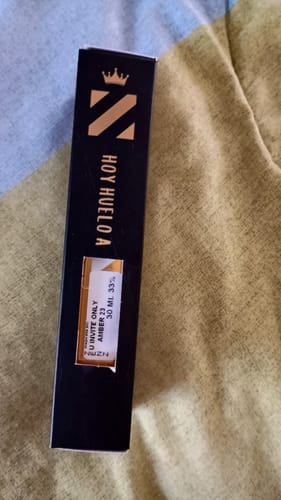 HOY HUELO A
U INVITE ONLY
AMBER 23
30 ML 33%